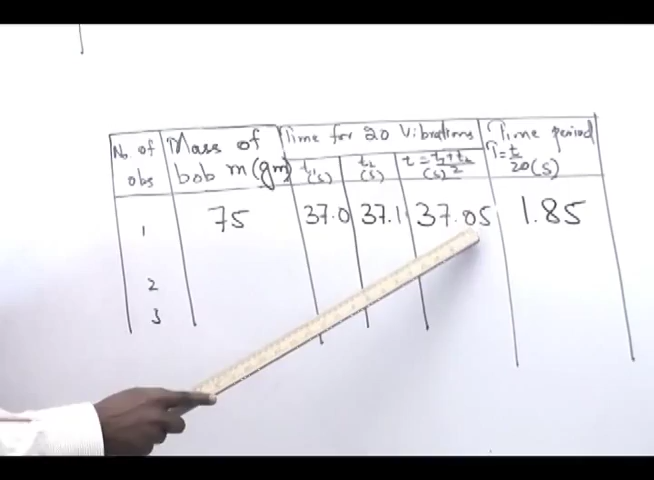 No. of obs
Mass of bob m (gm)
Time for 20 Vibrations
t₁ (s)
t₂ (s)
t = t₁+t₂/2 (s)
Time period T = t/20 (s)
1 75 37.0 37.1 37.05 1.85
2
3